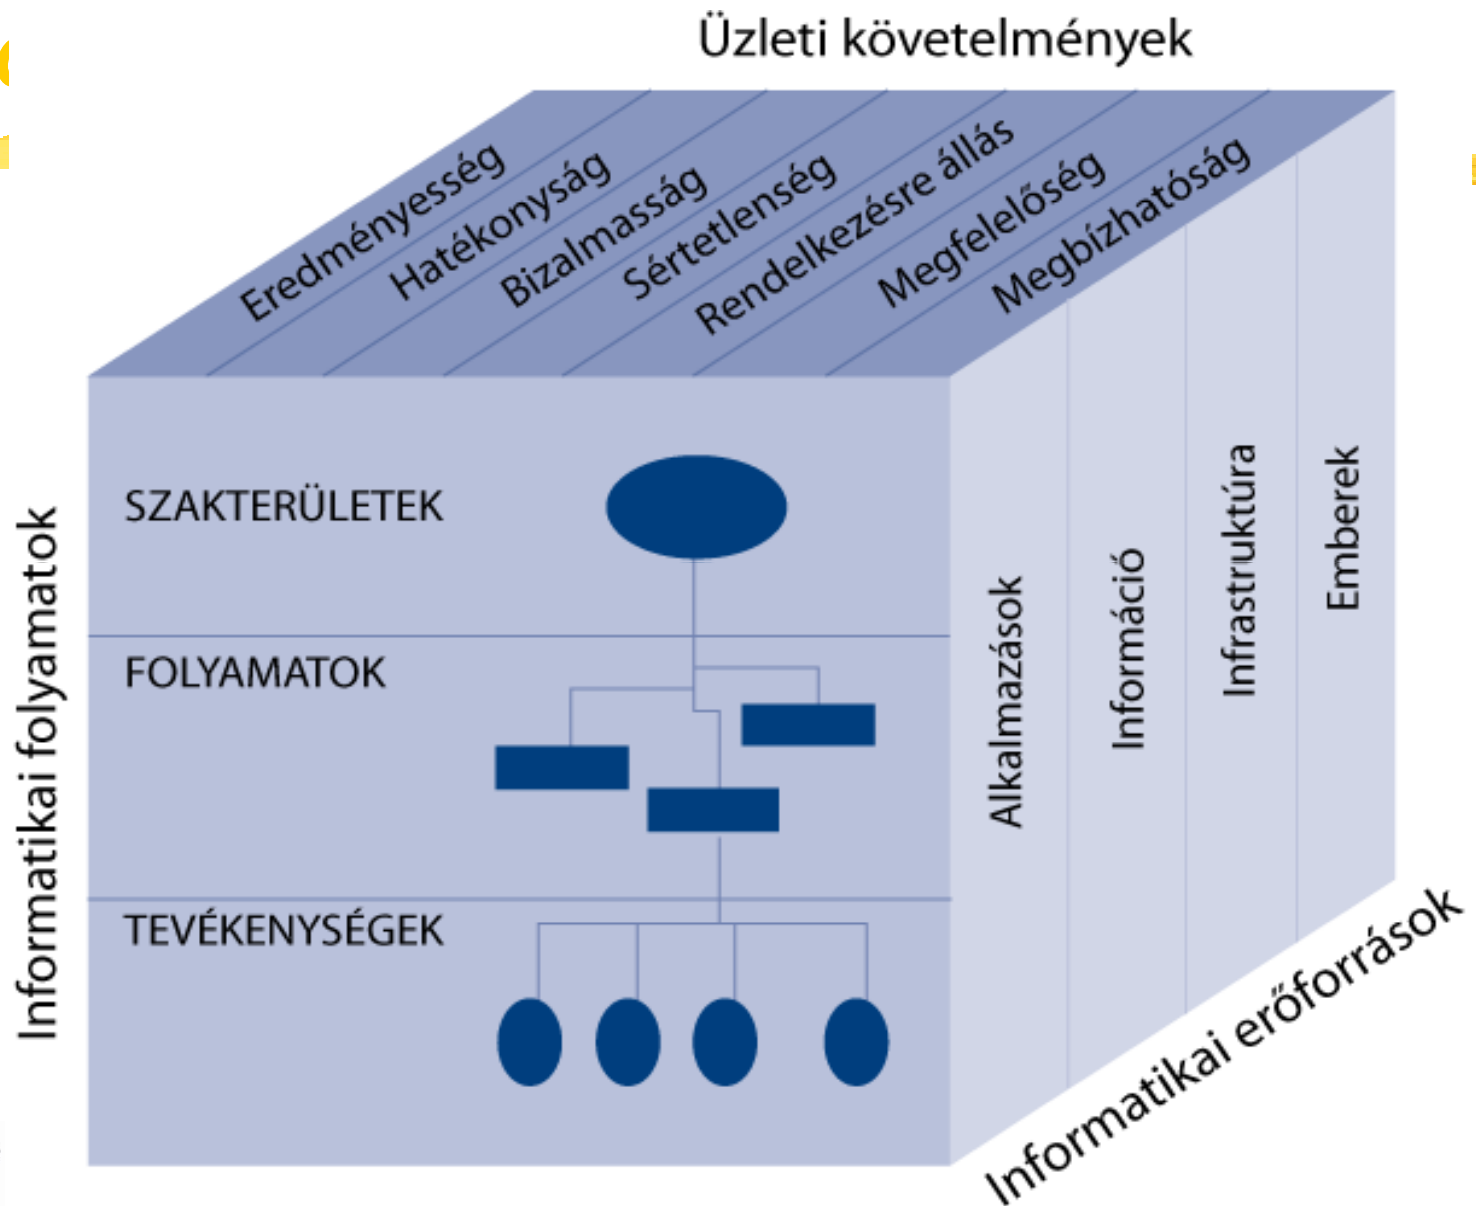 Üzleti követelmények
Eredményesség
Hatékonyság
Bizalmasság
Sértetlenség
Rendelkezésre állás
Megfelelőség
Megbízhatóság
Informatikai folyamatok
SZAKTERÜLETEK
FOLYAMATOK
TEVÉKENYSÉGEK
Alkalmazások
Információ
Infrastruktúra
Emberek
Informatikai erőforrások